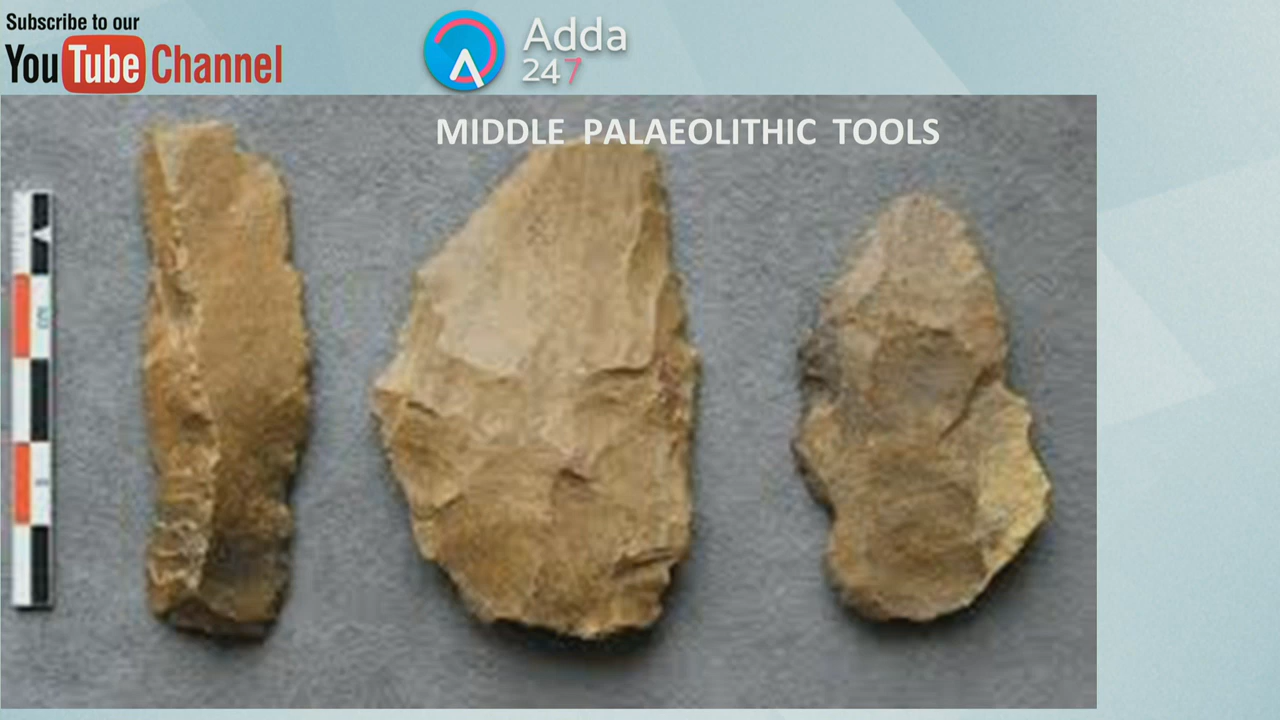 Subscribe to our
YouTube Channel
Adda
247
MIDDLE PALAEOLITHIC TOOLS